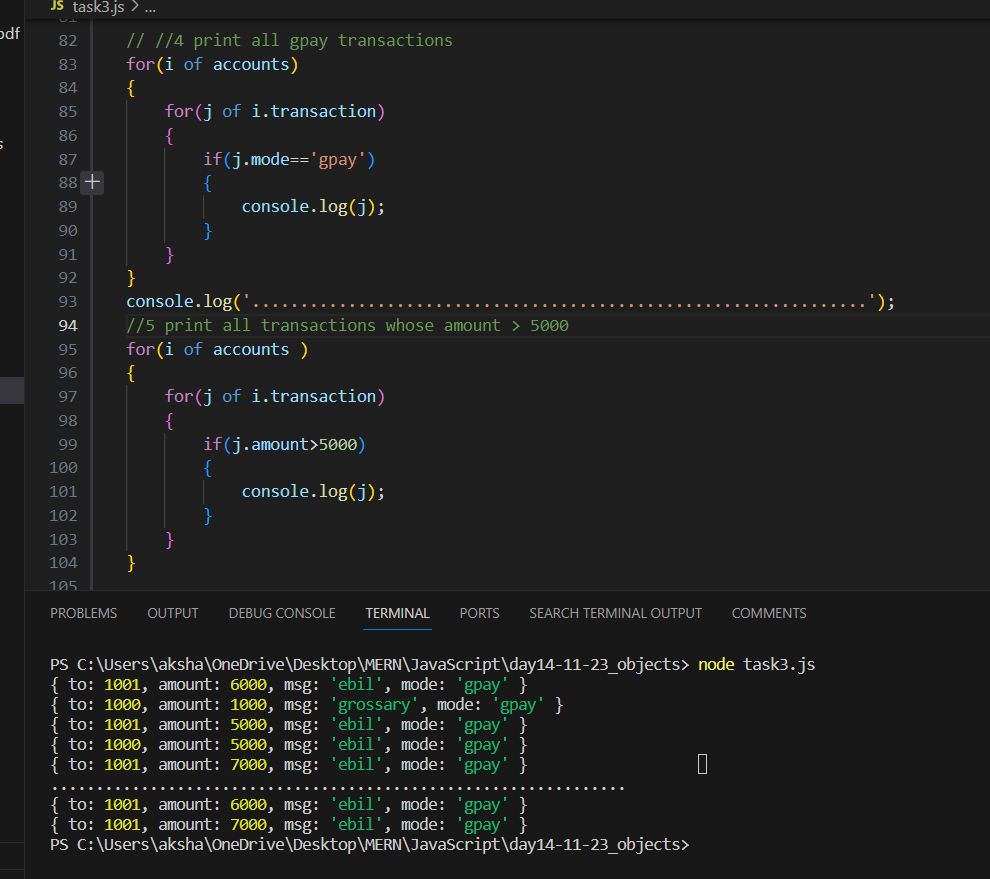 JS task3.js > ...
pdf
s
81
82 // //4 print all gpay transactions
83 for(i of accounts)
84 {
85 for(j of i.transaction)
86 {
87 if(j.mode=='gpay')
88 {
89 console.log(j);
90 }
91 }
92 }
93 console.log('................................................................');
94 //5 print all transactions whose amount > 5000
95 for(i of accounts )
96 {
97 for(j of i.transaction)
98 {
99 if(j.amount>5000)
100 {
101 console.log(j);
102 }
103 }
104 }
105
PROBLEMS OUTPUT DEBUG CONSOLE TERMINAL PORTS SEARCH TERMINAL OUTPUT COMMENTS
PS C:\Users\aksha\OneDrive\Desktop\MERN\JavaScript\day14-11-23_objects> node task3.js
{ to: 1001, amount: 6000, msg: 'ebil', mode: 'gpay' }
{ to: 1000, amount: 1000, msg: 'grossary', mode: 'gpay' }
{ to: 1001, amount: 5000, msg: 'ebil', mode: 'gpay' }
{ to: 1000, amount: 5000, msg: 'ebil', mode: 'gpay' }
{ to: 1001, amount: 7000, msg: 'ebil', mode: 'gpay' }
................................................................
{ to: 1001, amount: 6000, msg: 'ebil', mode: 'gpay' }
{ to: 1001, amount: 7000, msg: 'ebil', mode: 'gpay' }
PS C:\Users\aksha\OneDrive\Desktop\MERN\JavaScript\day14-11-23_objects>